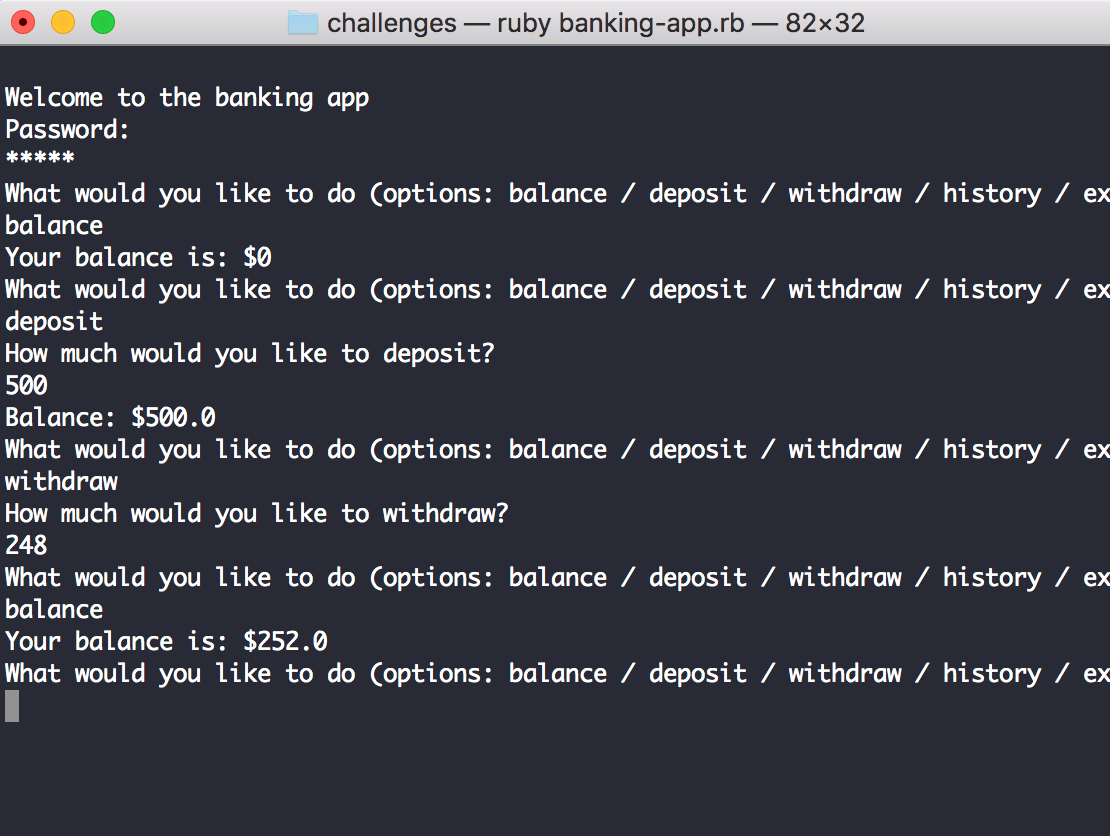 challenges — ruby banking-app.rb — 82×32
Welcome to the banking app
Password:
*****
What would you like to do (options: balance / deposit / withdraw / history / ex
balance
Your balance is: $0
What would you like to do (options: balance / deposit / withdraw / history / ex
deposit
How much would you like to deposit?
500
Balance: $500.0
What would you like to do (options: balance / deposit / withdraw / history / ex
withdraw
How much would you like to withdraw?
248
What would you like to do (options: balance / deposit / withdraw / history / ex
balance
Your balance is: $252.0
What would you like to do (options: balance / deposit / withdraw / history / ex